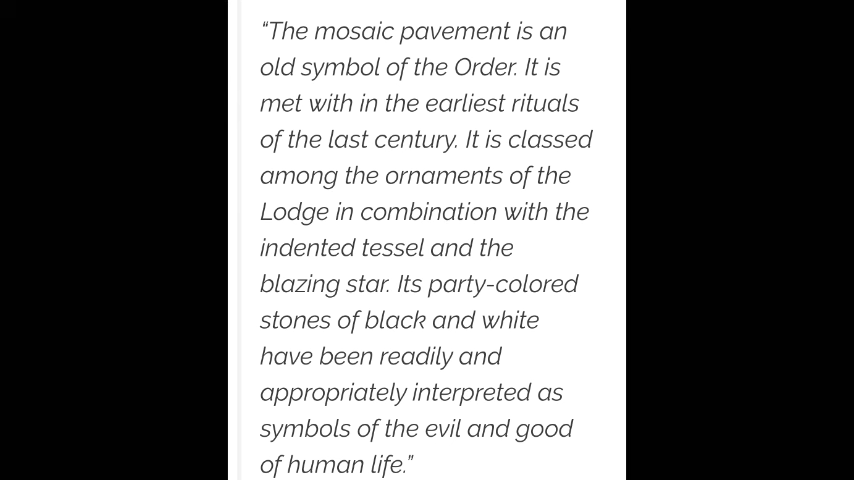 “The mosaic pavement is an
old symbol of the Order. It is
met with in the earliest rituals
of the last century. It is classed
among the ornaments of the
Lodge in combination with the
indented tessel and the
blazing star. Its party-colored
stones of black and white
have been readily and
appropriately interpreted as
symbols of the evil and good
of human life.”